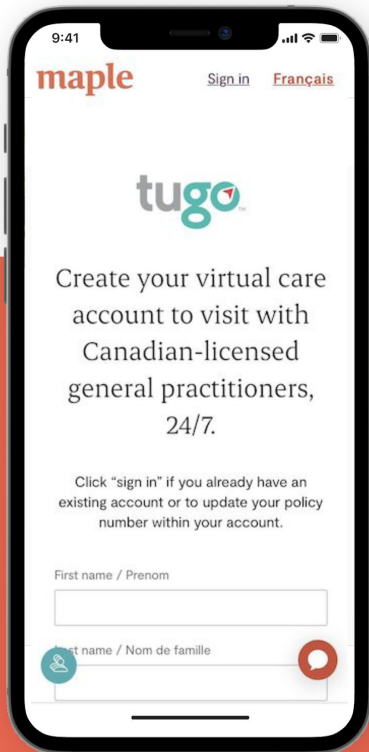 9:41
maple
Sign in
Français
tugo
Create your virtual care
account to visit with
Canadian-licensed
general practitioners,
24/7.
Click “sign in” if you already have an
existing account or to update your policy
number within your account.
First name / Prenom
name / Nom de famille